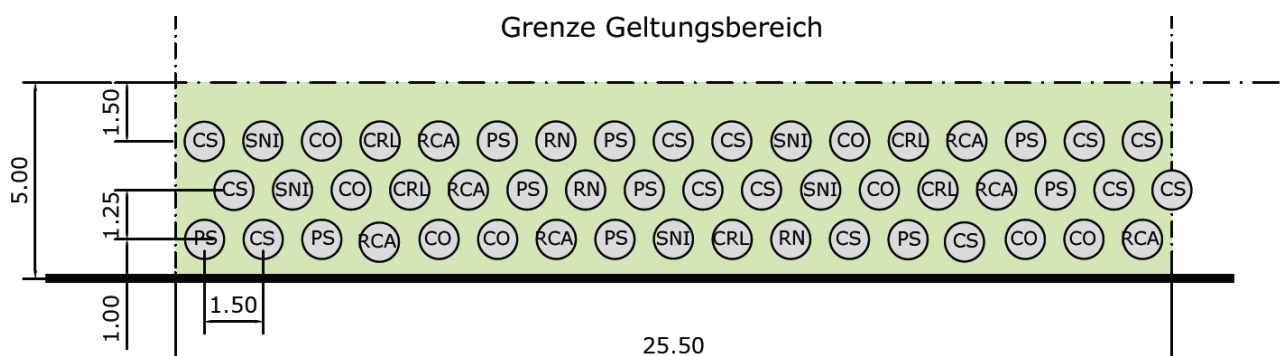 Grenze Geltungsbereich
1.50
5.00
CS SNI CO CRL RCA PS RN PS CS CS SNI CO CRL RCA PS CS CS
1.25
CS SNI CO CRL RCA PS RN PS CS CS SNI CO CRL RCA PS CS CS
PS CS PS RCA CO CO RCA PS SNI CRL RN CS PS CS CO CO RCA
1.00
1.50
25.50